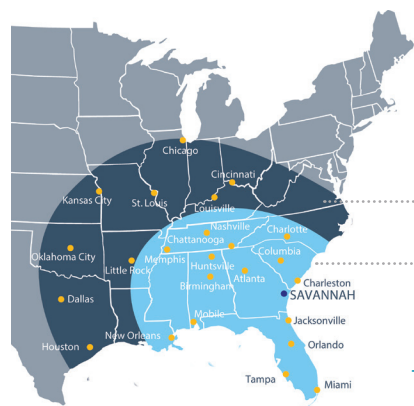 Chicago
Cincinnati
Kansas City
St. Louis
Louisville
Nashville
Charlotte
Chattanooga
Oklahoma City
Memphis
Columbia
Little Rock
Huntsville
Atlanta
Birmingham
Charleston
SAVANNAH
Dallas
Mobile
Jacksonville
New Orleans
Houston
Orlando
Tampa
Miami